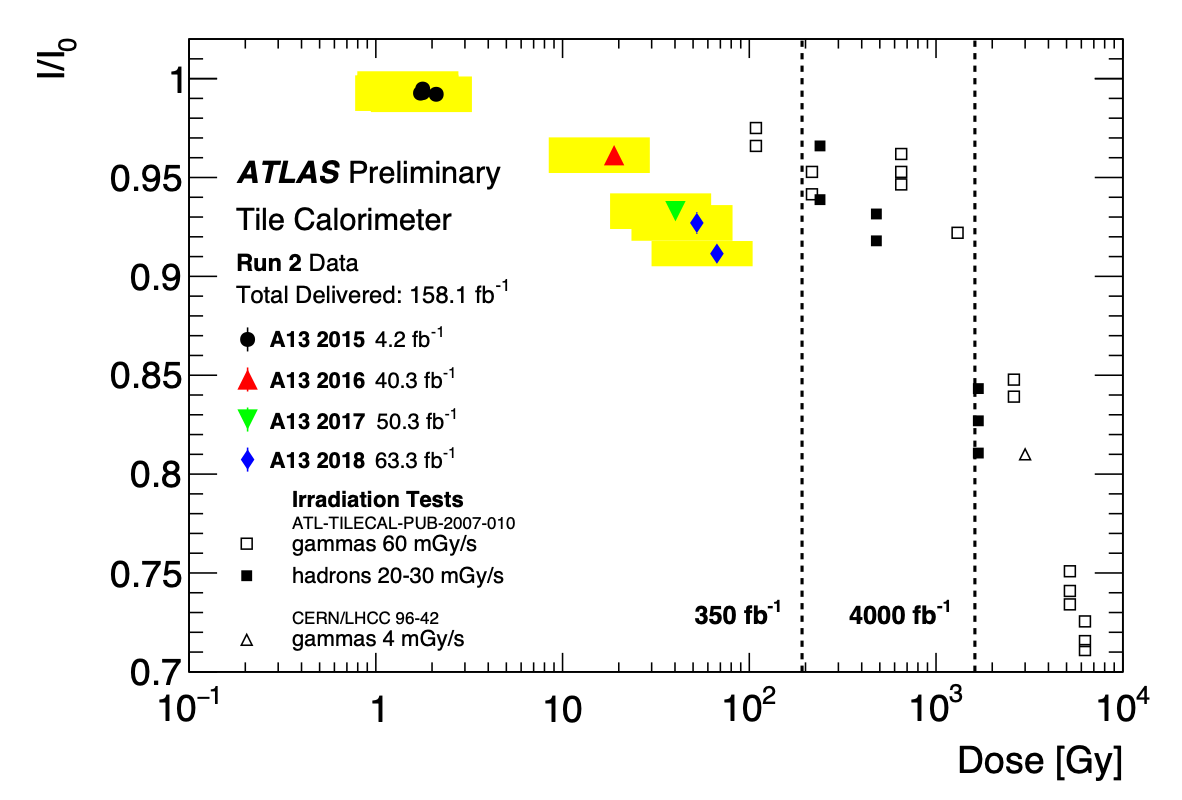 I/I₀
1
0.95
0.9
0.85
0.8
0.75
0.7
ATLAS Preliminary
Tile Calorimeter
Run 2 Data
Total Delivered: 158.1 fb⁻¹
A13 2015 4.2 fb⁻¹
A13 2016 40.3 fb⁻¹
A13 2017 50.3 fb⁻¹
A13 2018 63.3 fb⁻¹
Irradiation Tests
ATL-TILECAL-PUB-2007-010
gammas 60 mGy/s
hadrons 20-30 mGy/s
CERN/LHCC 96-42
gammas 4 mGy/s
350 fb⁻¹ 4000 fb⁻¹
10⁻¹ 1 10 10² 10³ 10⁴
Dose [Gy]